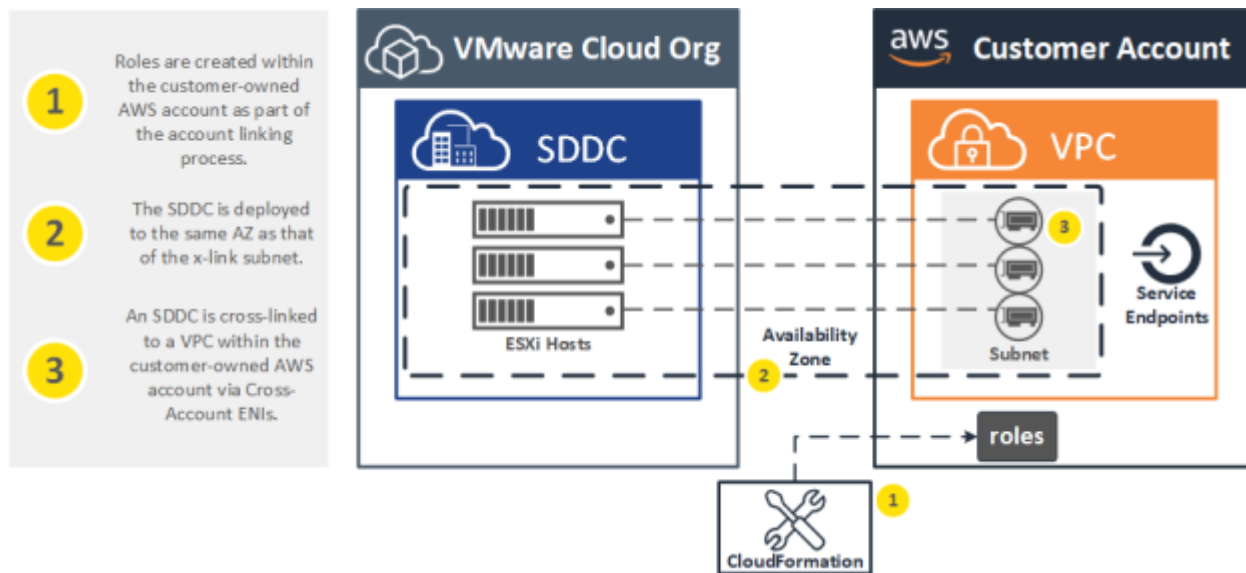 1
Roles are created within
the customer-owned
AWS account as part of
the account linking
process.
2
The SDDC is deployed
to the same AZ as that
of the x-link subnet.
3
An SDDC is cross-linked
to a VPC within the
customer-owned AWS
account via Cross-
Account ENIs.
VMware Cloud Org
SDDC
ESXi Hosts
Availability
Zone
2
aws
Customer Account
VPC
3
Subnet
Service
Endpoints
roles
1
CloudFormation